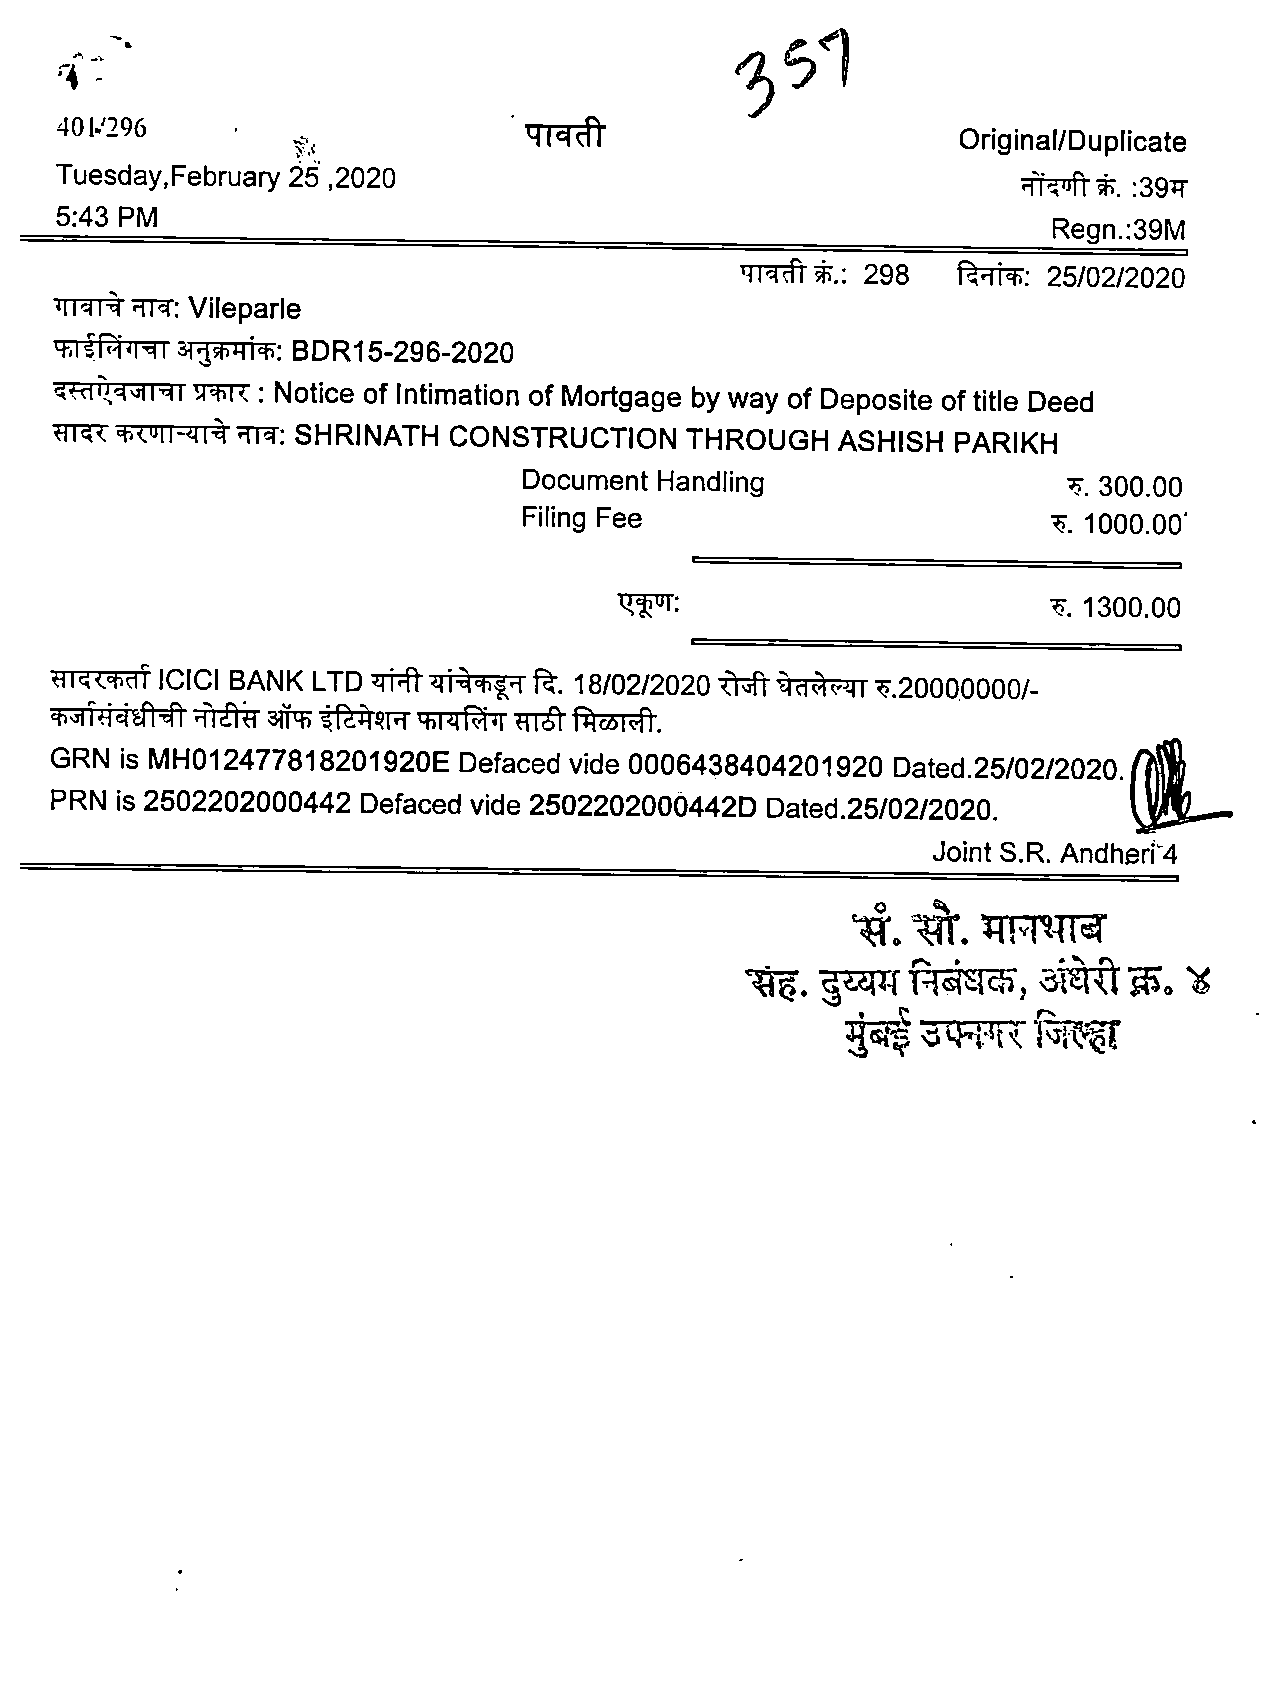 357
401/296
पावती
Original/Duplicate
Tuesday,February 25 ,2020
नोंदणी क्रं. :39म
5:43 PM
Regn.:39M
पावती क्रं.: 298 दिनांक: 25/02/2020
गावाचे नाव: Vileparle
फाईलिंगचा अनुक्रमांक: BDR15-296-2020
दस्तऐवजाचा प्रकार : Notice of Intimation of Mortgage by way of Deposite of title Deed
सादर करणाऱ्याचे नाव: SHRINATH CONSTRUCTION THROUGH ASHISH PARIKH
Document Handling रु. 300.00
Filing Fee रु. 1000.00
एकूण: रु. 1300.00
सादरकर्ता ICICI BANK LTD यांनी यांचेकडून दि. 18/02/2020 रोजी घेतलेल्या रु.20000000/-
कर्जासंबंधीची नोटीस ऑफ इंटिमेशन फायलिंग साठी मिळाली.
GRN is MH012477818201920E Defaced vide 0006438404201920 Dated.25/02/2020.
PRN is 2502202000442 Defaced vide 2502202000442D Dated.25/02/2020.
Joint S.R. Andheri-4
सं. सौ. मानभाव
सह. दुय्यम निबंधक, अंधेरी क्र. ४
मुंबई उपनगर जिल्हा